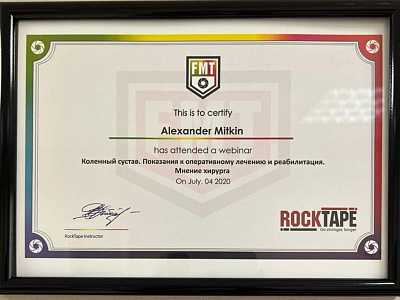 FMT
This is to certify
Alexander Mitkin
has attended a webinar
Коленный сустав. Показания к оперативному лечению и реабилитация.
Мнение хирурга
On July, 04 2020
RockTape Instructor
ROCKTAPE
Go stronger, longer